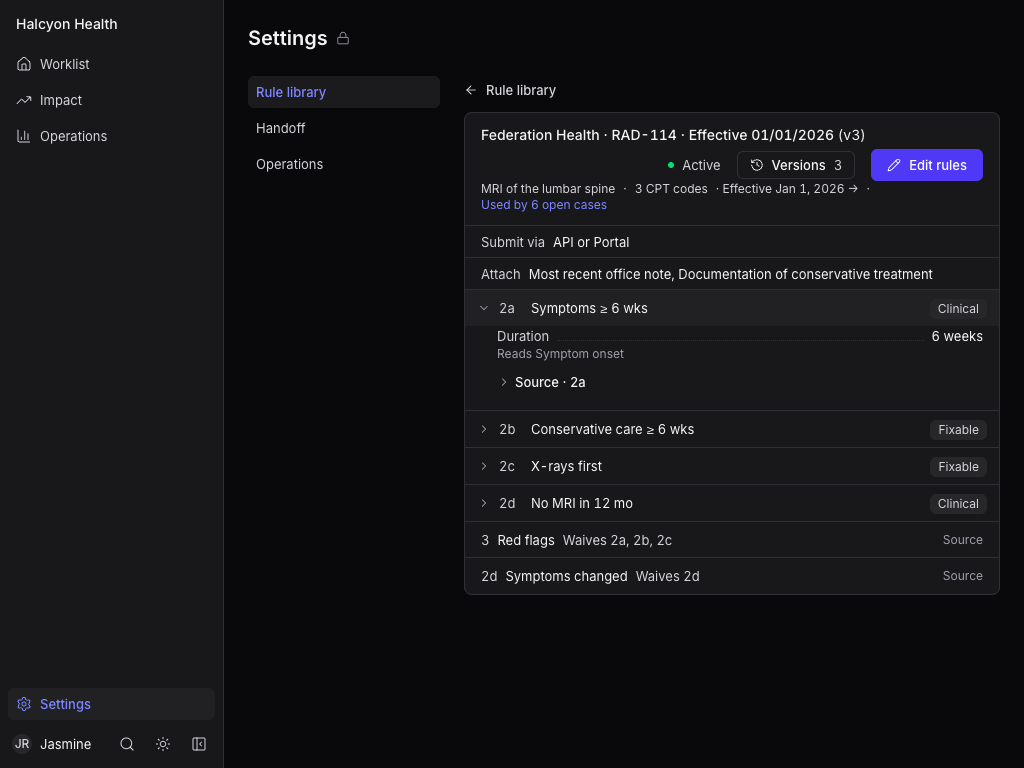 Halcyon Health
Worklist
Impact
Operations
Settings
JR Jasmine
Settings
Rule library
Handoff
Operations
Rule library
Federation Health · RAD-114 · Effective 01/01/2026 (v3)
Active
Versions 3
Edit rules
MRI of the lumbar spine · 3 CPT codes · Effective Jan 1, 2026 → ·
Used by 6 open cases
Submit via API or Portal
Attach Most recent office note, Documentation of conservative treatment
2a Symptoms ≥ 6 wks Clinical
Duration 6 weeks
Reads Symptom onset
Source · 2a
2b Conservative care ≥ 6 wks Fixable
2c X-rays first Fixable
2d No MRI in 12 mo Clinical
3 Red flags Waives 2a, 2b, 2c Source
2d Symptoms changed Waives 2d Source